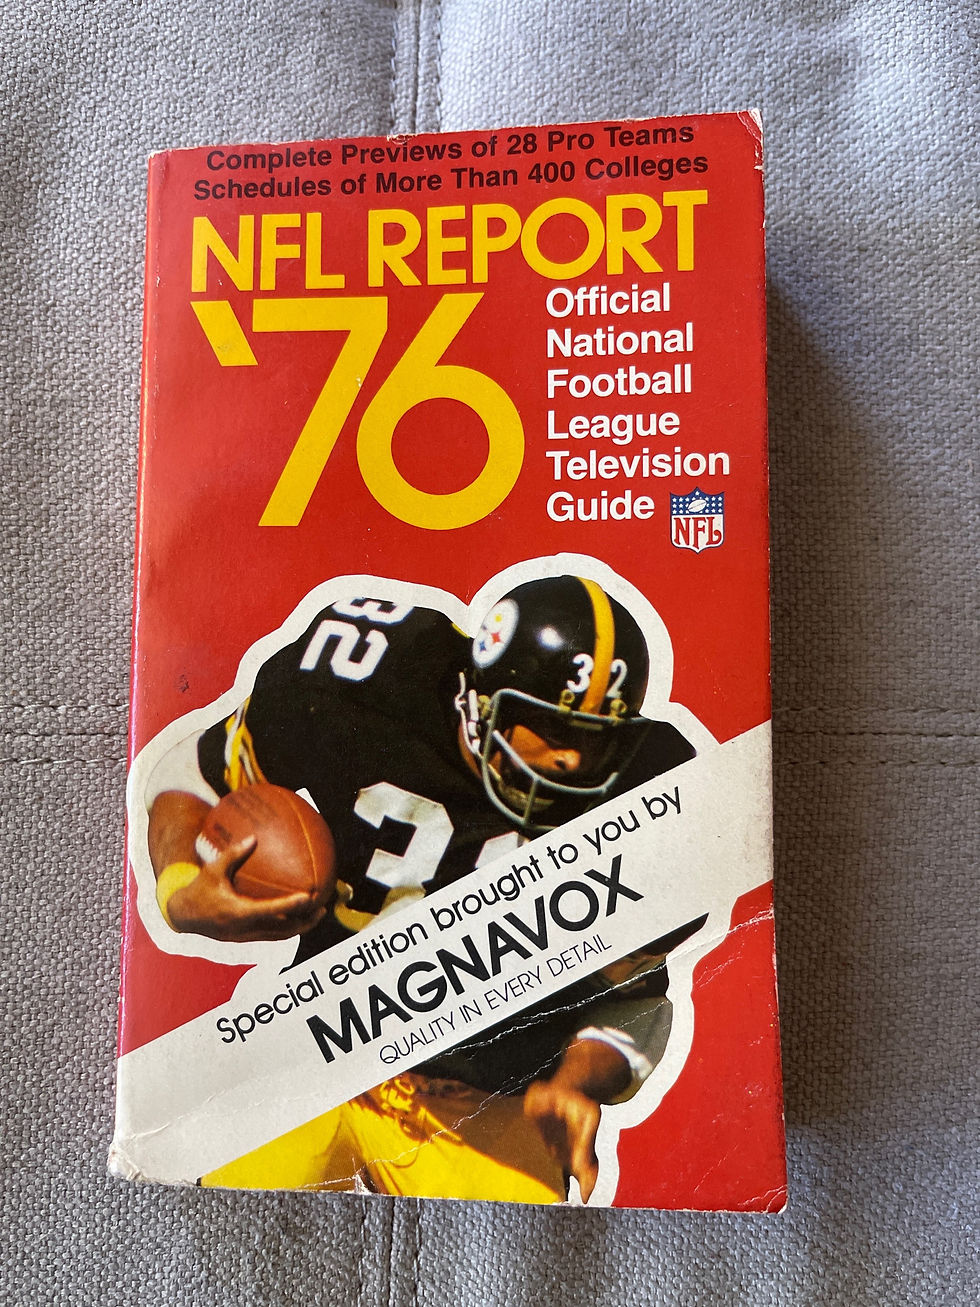 Complete Previews of 28 Pro Teams
Schedules of More Than 400 Colleges
NFL REPORT
'76
Official
National
Football
League
Television
Guide
NFL
32
32
32
3
Special edition brought to you by
MAGNAVOX
QUALITY IN EVERY DETAIL